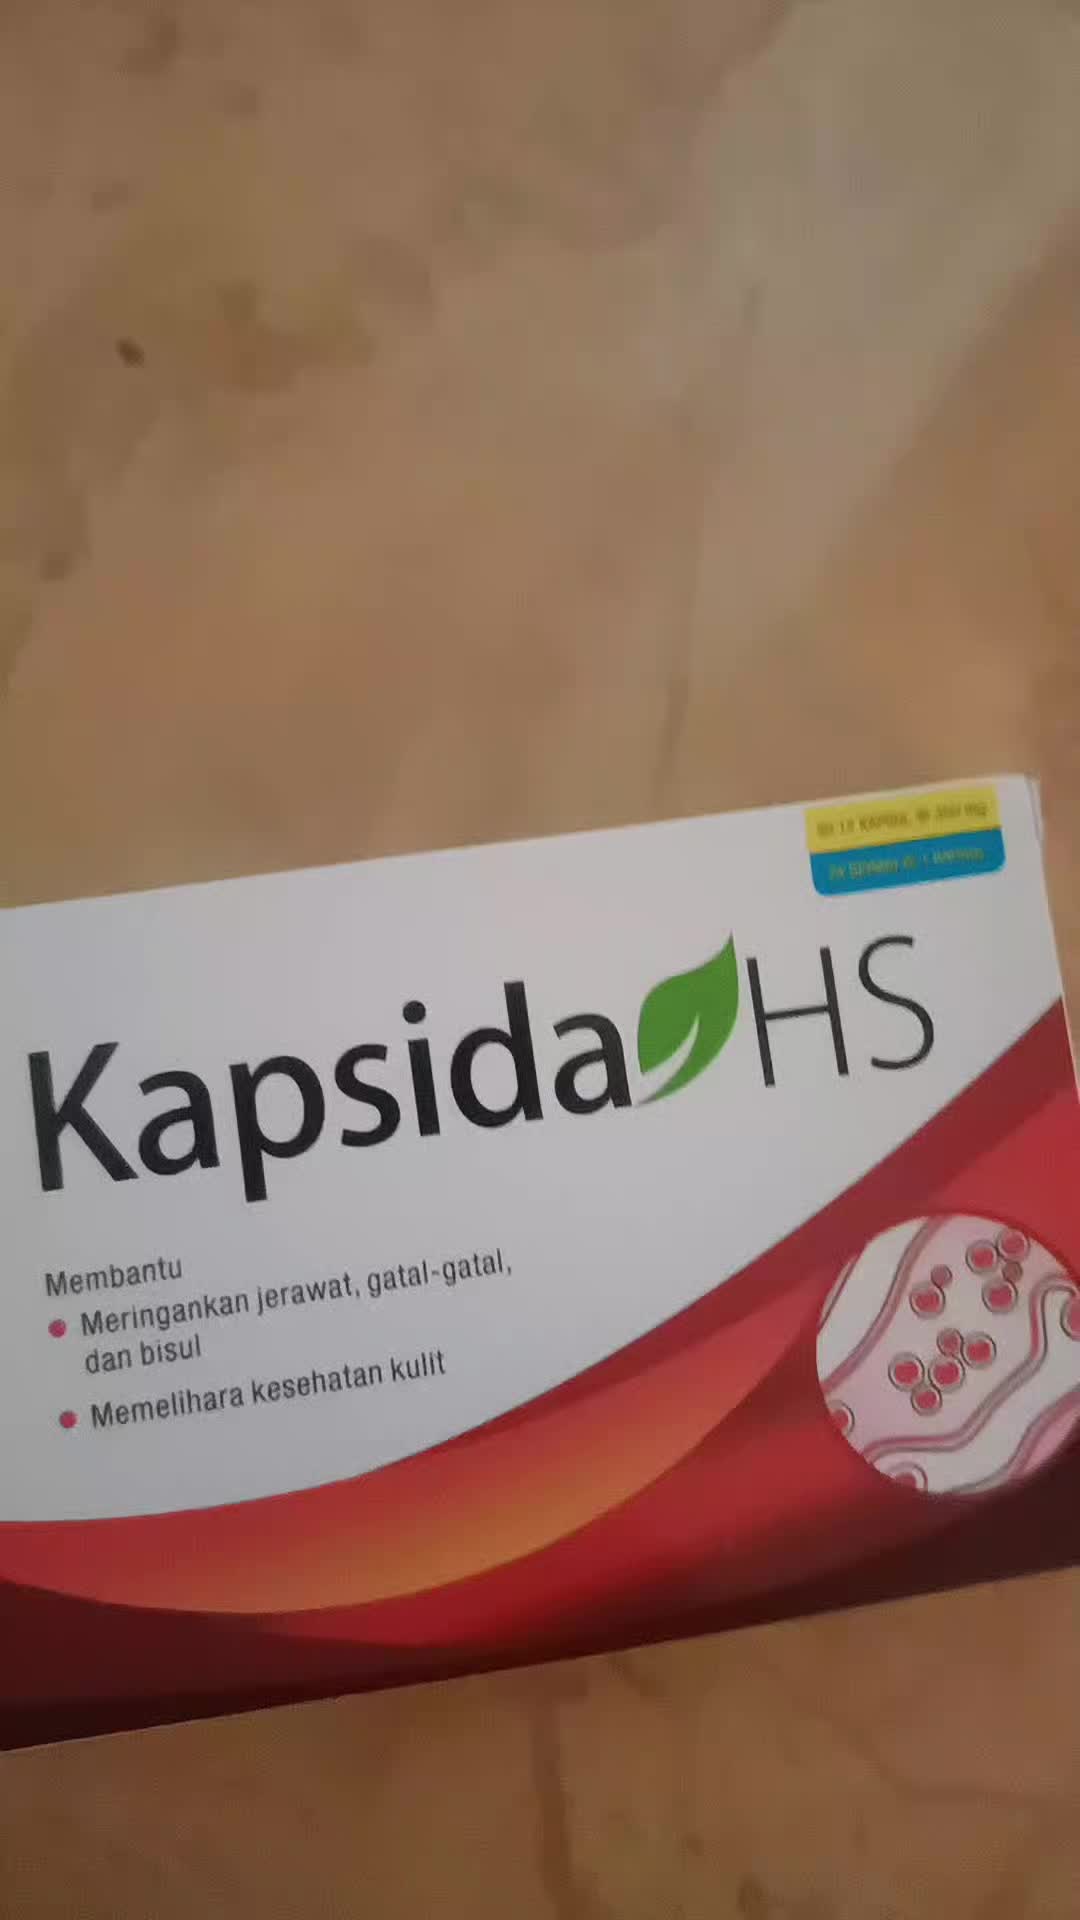 Kapsida HS
Membantu
Meringankan jerawat, gatal-gatal,
dan bisul
Memelihara kesehatan kulit